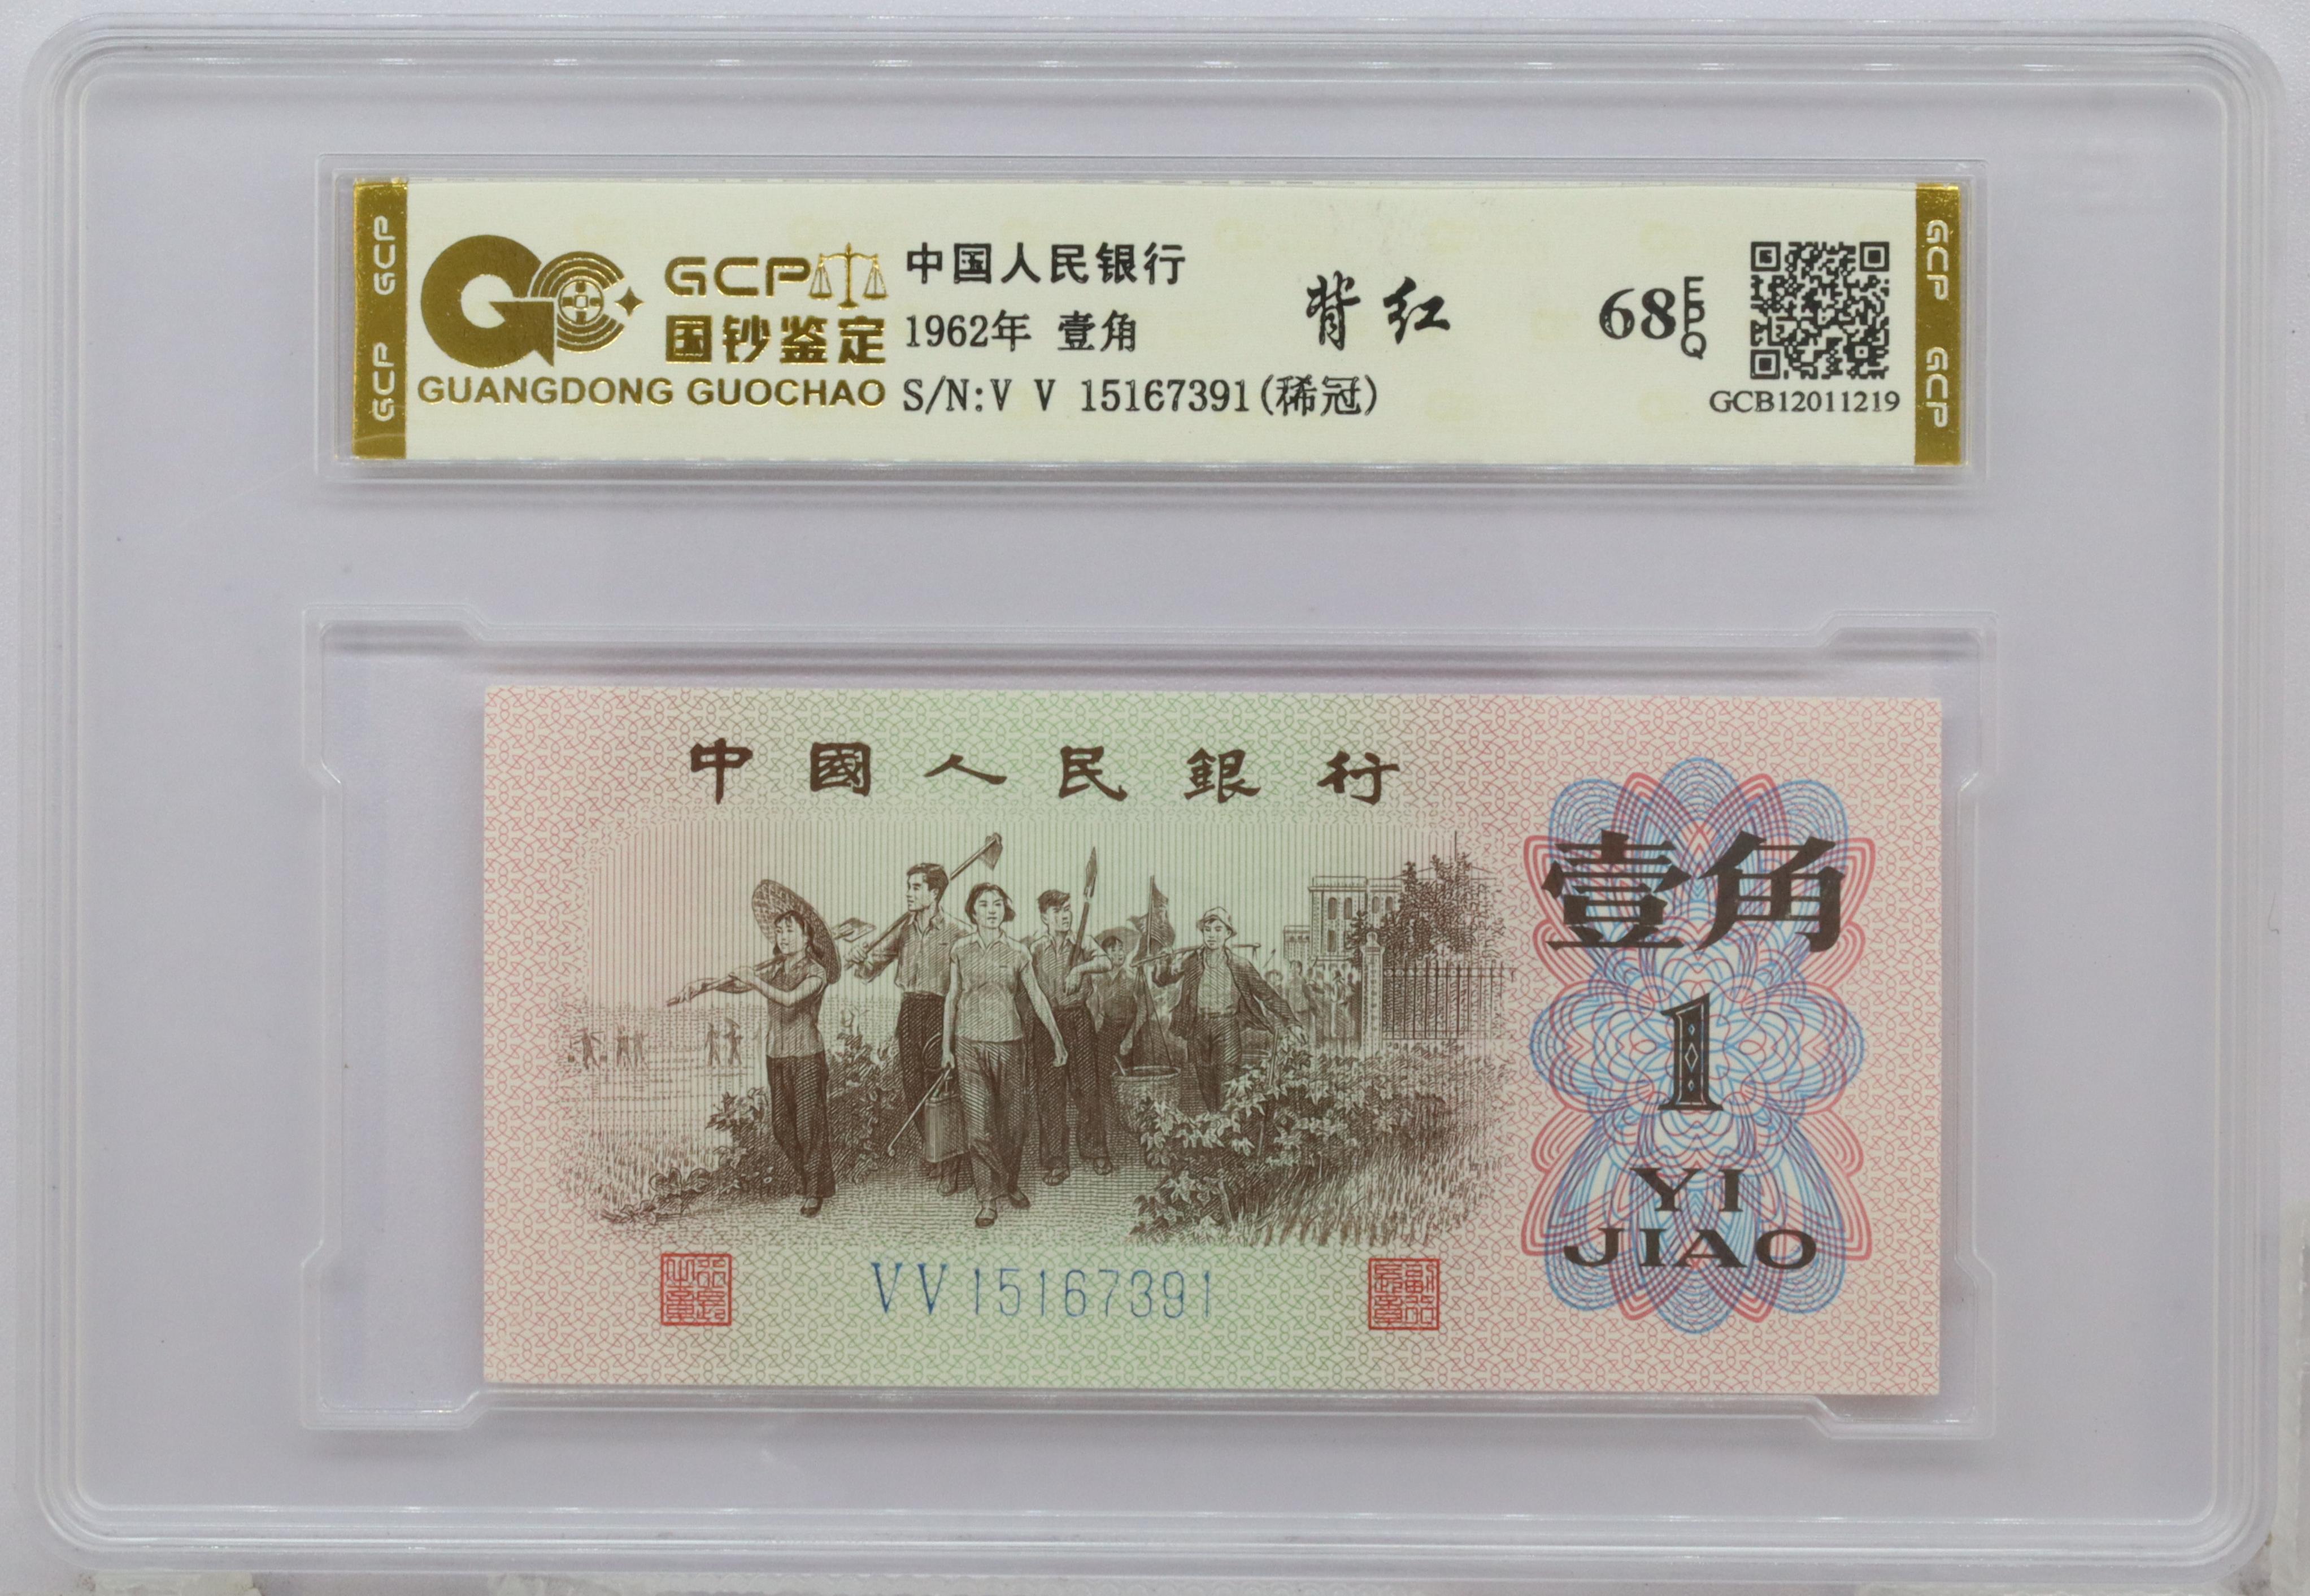 GCP GCP
GCP
国钞鉴定
GUANGDONG GUOCHAO
中国人民银行
1962年 壹角
S/N:V V 15167391(稀冠)
背红
68 EPQ
GCB12011219
GCP GCP
中國人民銀行
壹角
1
YI
JIAO
VV15167391